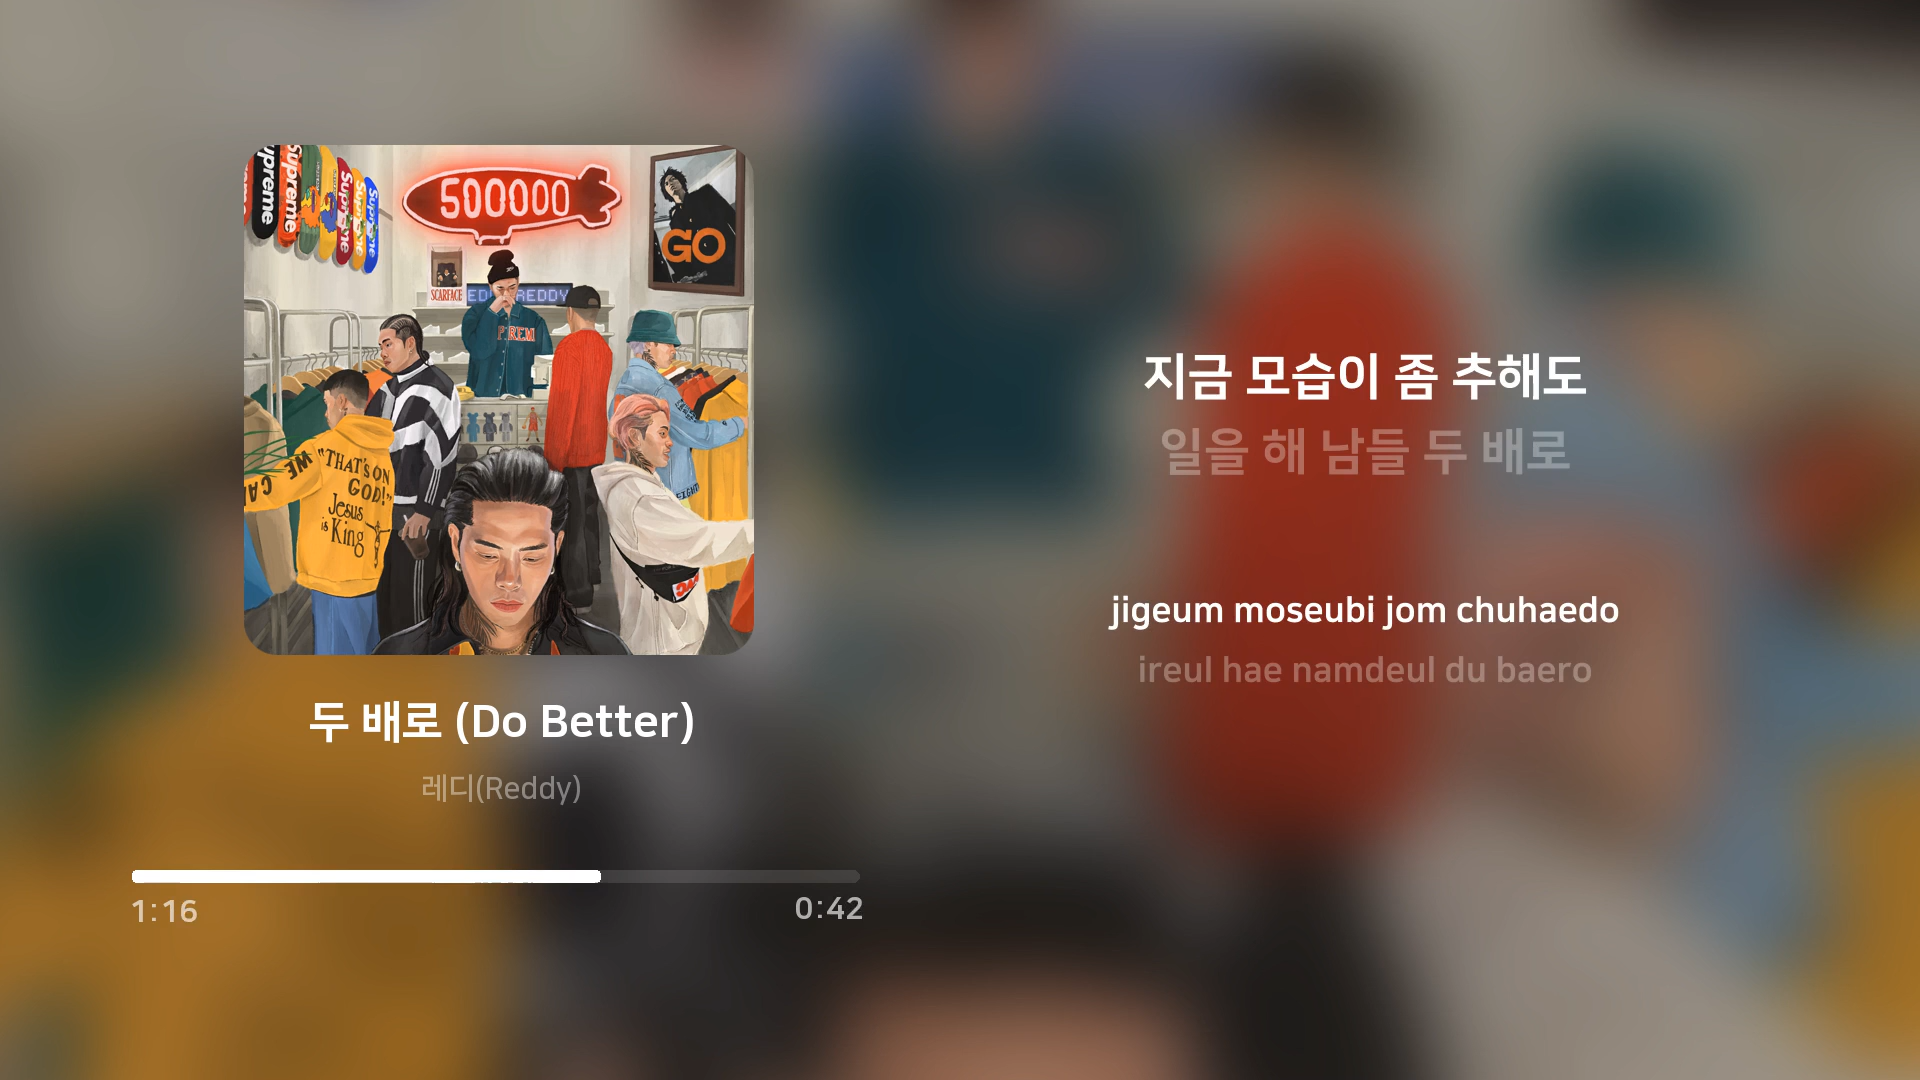 Supreme
Supreme
Supreme
Supreme
Supreme
500000
GO
SCARFACE
REDDY
"THAT'S ON
GOD!"
Jesus
is King
WE
두 배로 (Do Better)
레디(Reddy)
1:16
0:42
지금 모습이 좀 추해도
일을 해 남들 두 배로
jigeum moseubi jom chuhaedo
ireul hae namdeul du baero